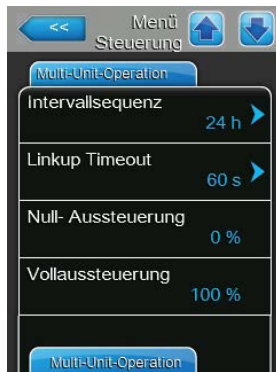 << Menü
Steuerung
Multi-Unit-Operation
Intervallsequenz
24 h
Linkup Timeout
60 s
Null- Aussteuerung
0 %
Vollaussteuerung
100 %
Multi-Unit-Operation